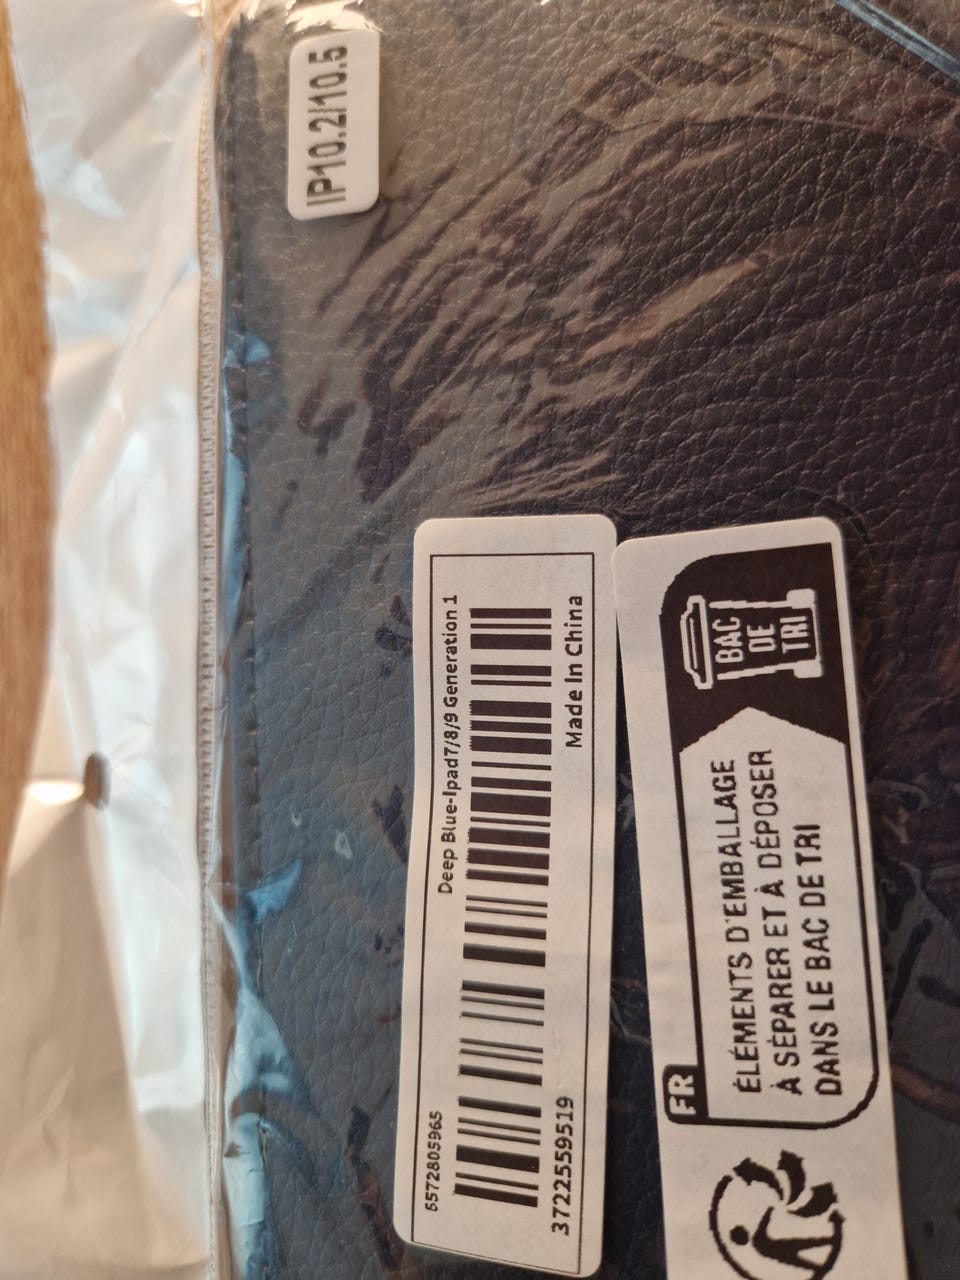 IP10.2/10.5
6572805965
Deep Blue-Ipad7/8/9 Generation 1
3722559519
Made In China
FR
ÉLÉMENTS D'EMBALLAGE
À SÉPARER ET À DÉPOSER
DANS LE BAC DE TRI
BAC
DE
TRI